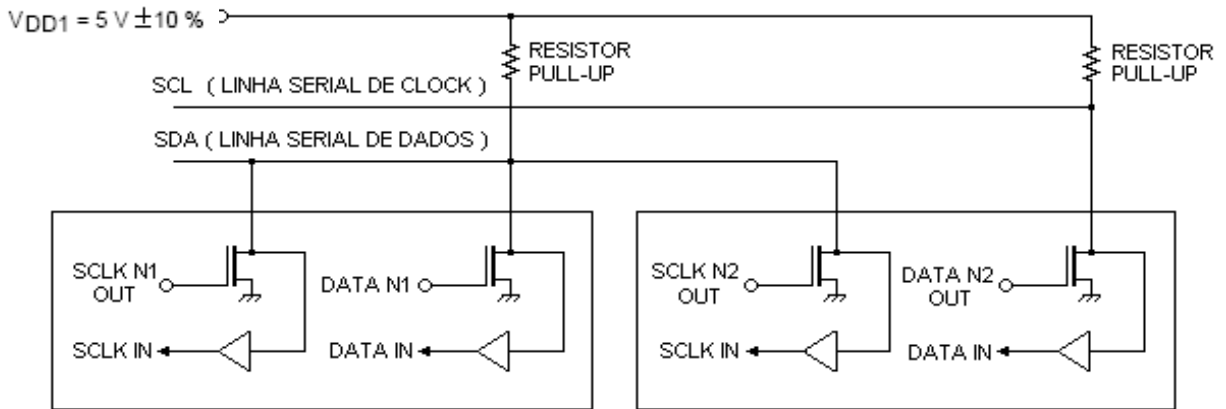 VDD1 = 5 V ±10 %
RESISTOR
PULL-UP
RESISTOR
PULL-UP
SCL ( LINHA SERIAL DE CLOCK )
SDA ( LINHA SERIAL DE DADOS )
SCLK N1
OUT
DATA N1
SCLK N2
OUT
DATA N2
OUT
SCLK IN
DATA IN
SCLK IN
DATA IN